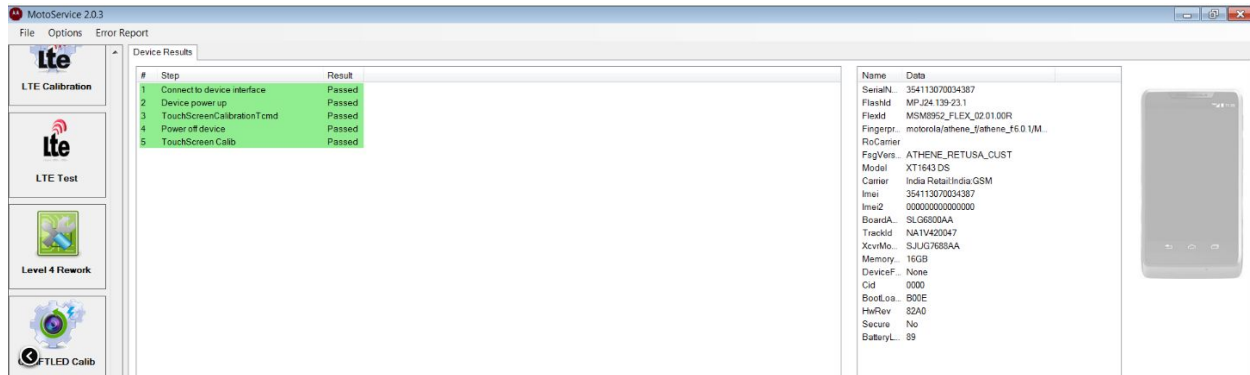 MotoService 2.0.3
File Options Error Report
lte
LTE Calibration
lte
LTE Test
Level 4 Rework
FTLED Calib
Device Results
# Step Result
1 Connect to device interface Passed
2 Device power up Passed
3 TouchScreenCalibrationTcmd Passed
4 Power off device Passed
5 TouchScreen Calib Passed
Name Data
SerialN... 354113070034387
FlashId MPJ24.139-23.1
FlexId MSM8952_FLEX_02.01.00R
Fingerpr... motorola/athene_f/athene_f:6.0.1/M...
RoCarrier
FsgVers... ATHENE_RETUSA_CUST
Model XT1643 DS
Carrier India Retail:India:GSM
Imei 354113070034387
Imei2 000000000000000
BoardA... SLG6800AA
TrackId NA1V420047
XcvrMo... SJUG7688AA
Memory... 16GB
DeviceF... None
Cid 0000
BootLoa... B00E
HwRev 82A0
Secure No
BatteryL... 89